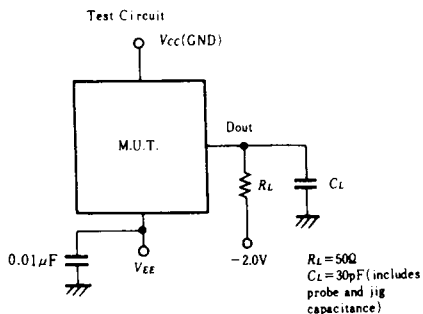 Test Circuit
Vcc(GND)
M.U.T.
Dout
RL
CL
0.01μF
VEE
-2.0V
RL=50Ω
CL=30pF(includes
probe and jig
capacitance)